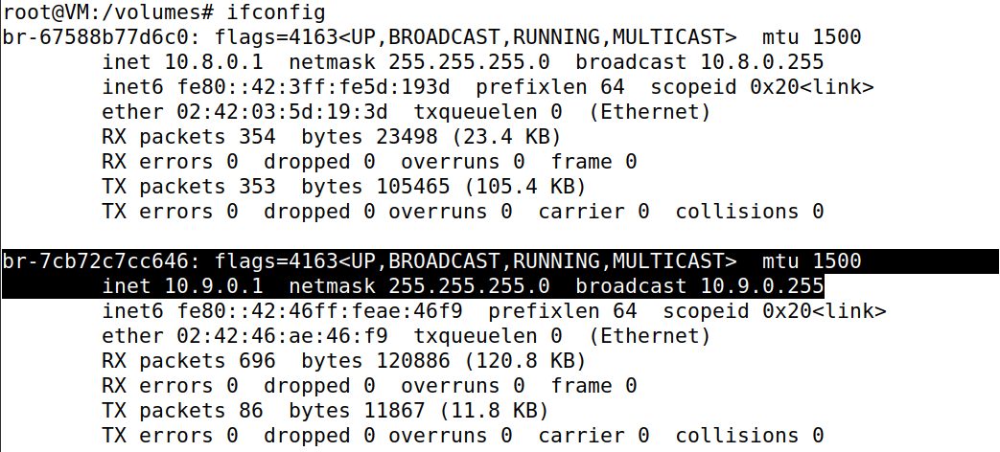 root@VM:/volumes# ifconfig
br-67588b77d6c0: flags=4163<UP,BROADCAST,RUNNING,MULTICAST>  mtu 1500
        inet 10.8.0.1  netmask 255.255.255.0  broadcast 10.8.0.255
        inet6 fe80::42:3ff:fe5d:193d  prefixlen 64  scopeid 0x20<link>
        ether 02:42:03:5d:19:3d  txqueuelen 0  (Ethernet)
        RX packets 354  bytes 23498 (23.4 KB)
        RX errors 0  dropped 0  overruns 0  frame 0
        TX packets 353  bytes 105465 (105.4 KB)
        TX errors 0  dropped 0 overruns 0  carrier 0  collisions 0

br-7cb72c7cc646: flags=4163<UP,BROADCAST,RUNNING,MULTICAST>  mtu 1500
        inet 10.9.0.1  netmask 255.255.255.0  broadcast 10.9.0.255
        inet6 fe80::42:46ff:feae:46f9  prefixlen 64  scopeid 0x20<link>
        ether 02:42:46:ae:46:f9  txqueuelen 0  (Ethernet)
        RX packets 696  bytes 120886 (120.8 KB)
        RX errors 0  dropped 0  overruns 0  frame 0
        TX packets 86  bytes 11867 (11.8 KB)
        TX errors 0  dropped 0 overruns 0  carrier 0  collisions 0